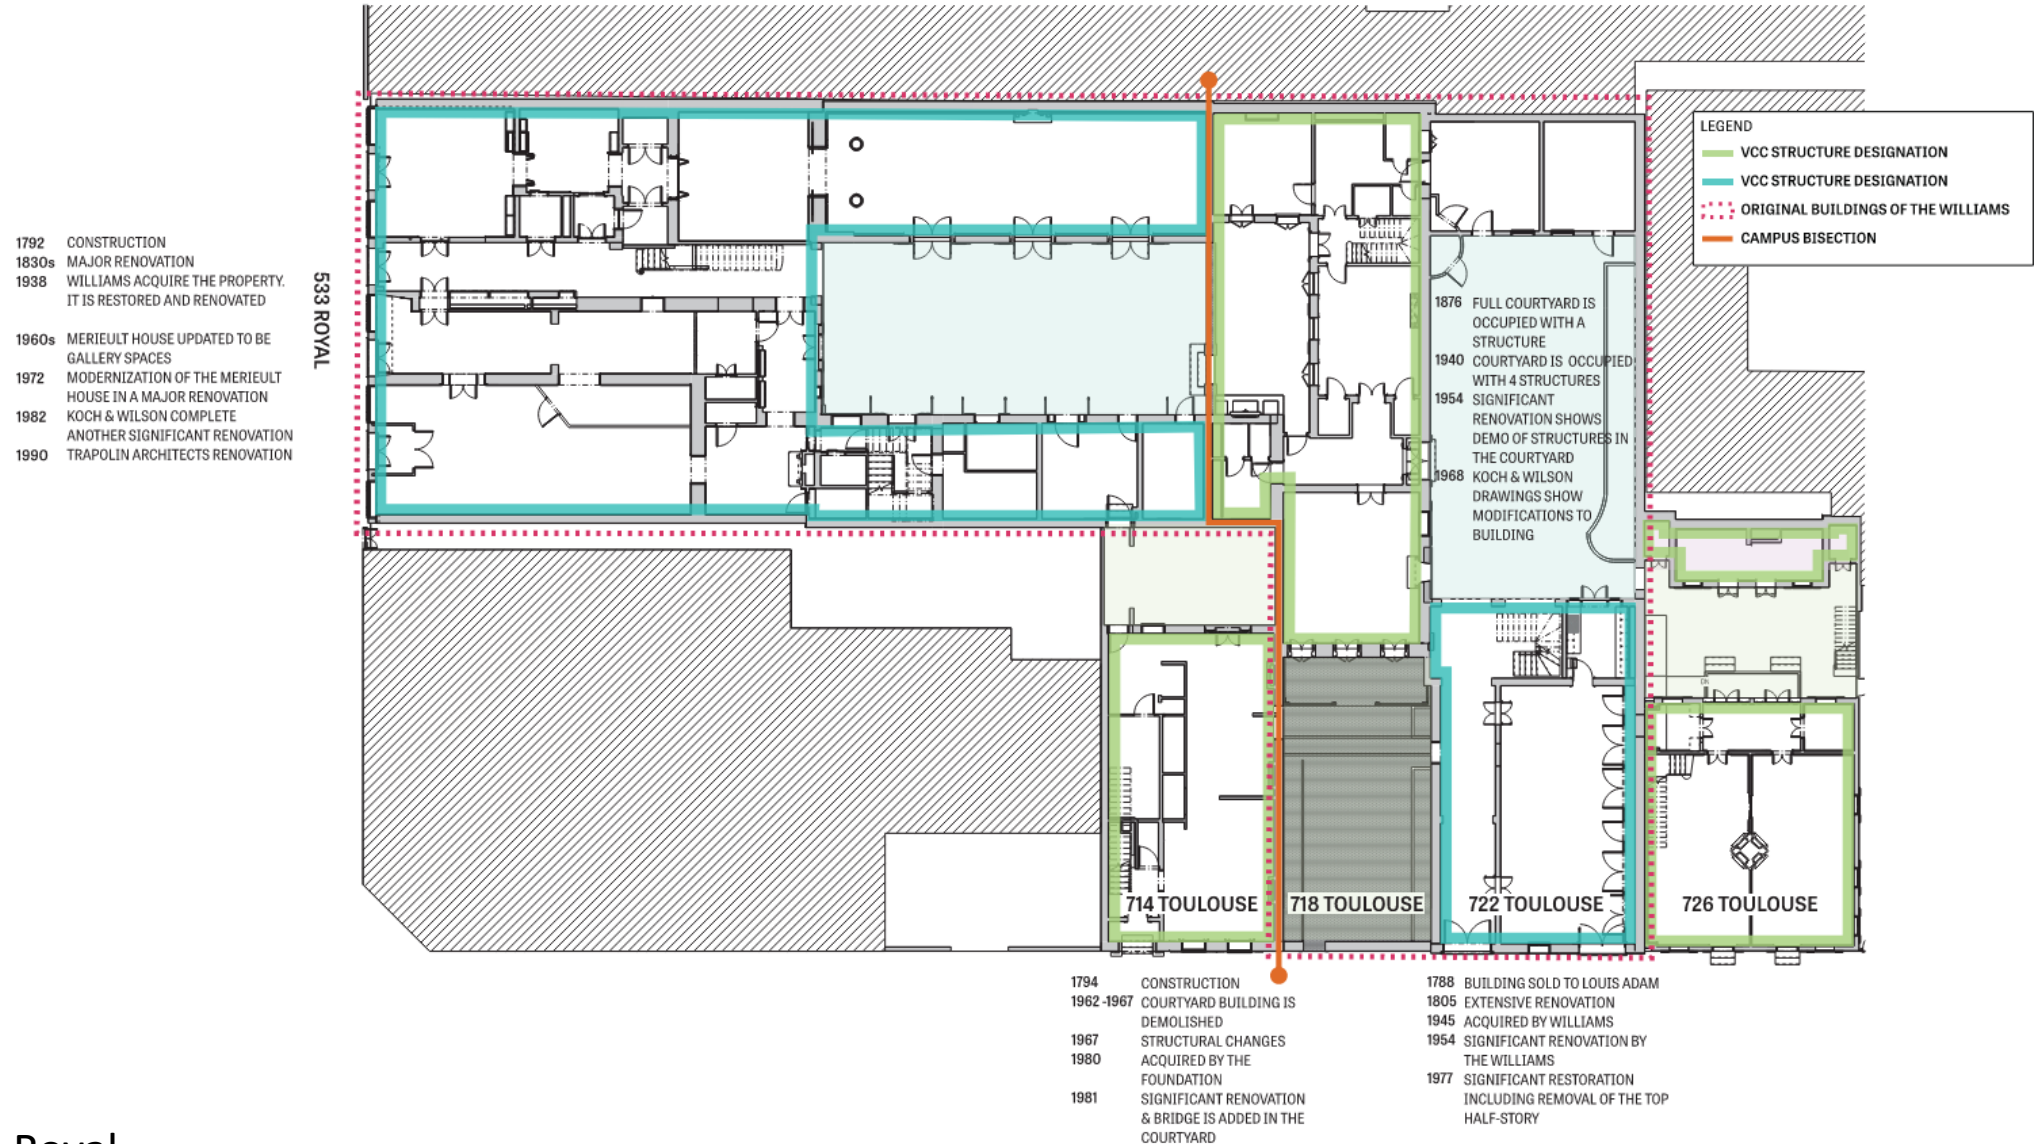 LEGEND
VCC STRUCTURE DESIGNATION
VCC STRUCTURE DESIGNATION
ORIGINAL BUILDINGS OF THE WILLIAMS
CAMPUS BISECTION
1792 CONSTRUCTION
1830s MAJOR RENOVATION
1938 WILLIAMS ACQUIRE THE PROPERTY.
IT IS RESTORED AND RENOVATED
1960s MERIEULT HOUSE UPDATED TO BE
GALLERY SPACES
1972 MODERNIZATION OF THE MERIEULT
HOUSE IN A MAJOR RENOVATION
1982 KOCH & WILSON COMPLETE
ANOTHER SIGNIFICANT RENOVATION
1990 TRAPOLIN ARCHITECTS RENOVATION
533 ROYAL
1876 FULL COURTYARD IS
OCCUPIED WITH A
STRUCTURE
1940 COURTYARD IS OCCUPIED
WITH 4 STRUCTURES
1954 SIGNIFICANT
RENOVATION SHOWS
DEMO OF STRUCTURES IN
THE COURTYARD
1968 KOCH & WILSON
DRAWINGS SHOW
MODIFICATIONS TO
BUILDING
DN
714 TOULOUSE
718 TOULOUSE
722 TOULOUSE
726 TOULOUSE
1794 CONSTRUCTION
1962 -1967 COURTYARD BUILDING IS
DEMOLISHED
1967 STRUCTURAL CHANGES
1980 ACQUIRED BY THE
FOUNDATION
1981 SIGNIFICANT RENOVATION
& BRIDGE IS ADDED IN THE
COURTYARD
1788 BUILDING SOLD TO LOUIS ADAM
1805 EXTENSIVE RENOVATION
1945 ACQUIRED BY WILLIAMS
1954 SIGNIFICANT RENOVATION BY
THE WILLIAMS
1977 SIGNIFICANT RESTORATION
INCLUDING REMOVAL OF THE TOP
HALF-STORY
Royal